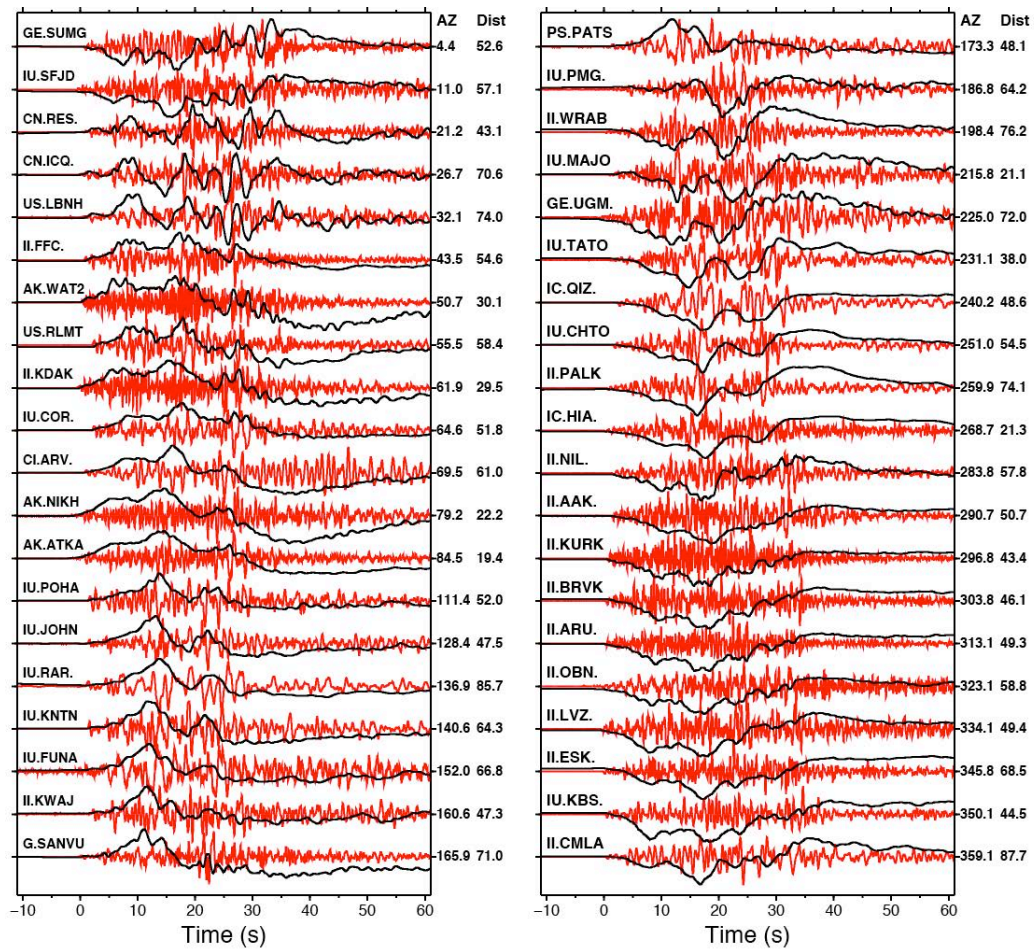 AZ Dist
GE.SUMG 4.4 52.6
IU.SFJD 11.0 57.1
CN.RES. 21.2 43.1
CN.ICQ. 26.7 70.6
US.LBNH 32.1 74.0
II.FFC. 43.5 54.6
AK.WAT2 50.7 30.1
US.RLMT 55.5 58.4
II.KDAK 61.9 29.5
IU.COR. 64.6 51.8
CI.ARV. 69.5 61.0
AK.NIKH 79.2 22.2
AK.ATKA 84.5 19.4
IU.POHA 111.4 52.0
IU.JOHN 128.4 47.5
IU.RAR. 136.9 85.7
IU.KNTN 140.6 64.3
IU.FUNA 152.0 66.8
II.KWAJ 160.6 47.3
G.SANVU 165.9 71.0
−10 0 10 20 30 40 50 60
Time (s)
AZ Dist
PS.PATS 173.3 48.1
IU.PMG. 186.8 64.2
II.WRAB 198.4 76.2
IU.MAJO 215.8 21.1
GE.UGM. 225.0 72.0
IU.TATO 231.1 38.0
IC.QIZ. 240.2 48.6
IU.CHTO 251.0 54.5
II.PALK 259.9 74.1
IC.HIA. 268.7 21.3
II.NIL. 283.8 57.8
II.AAK. 290.7 50.7
II.KURK 296.8 43.4
II.BRVK 303.8 46.1
II.ARU. 313.1 49.3
II.OBN. 323.1 58.8
II.LVZ. 334.1 49.4
II.ESK. 345.8 68.5
IU.KBS. 350.1 44.5
II.CMLA 359.1 87.7
−10 0 10 20 30 40 50 60
Time (s)